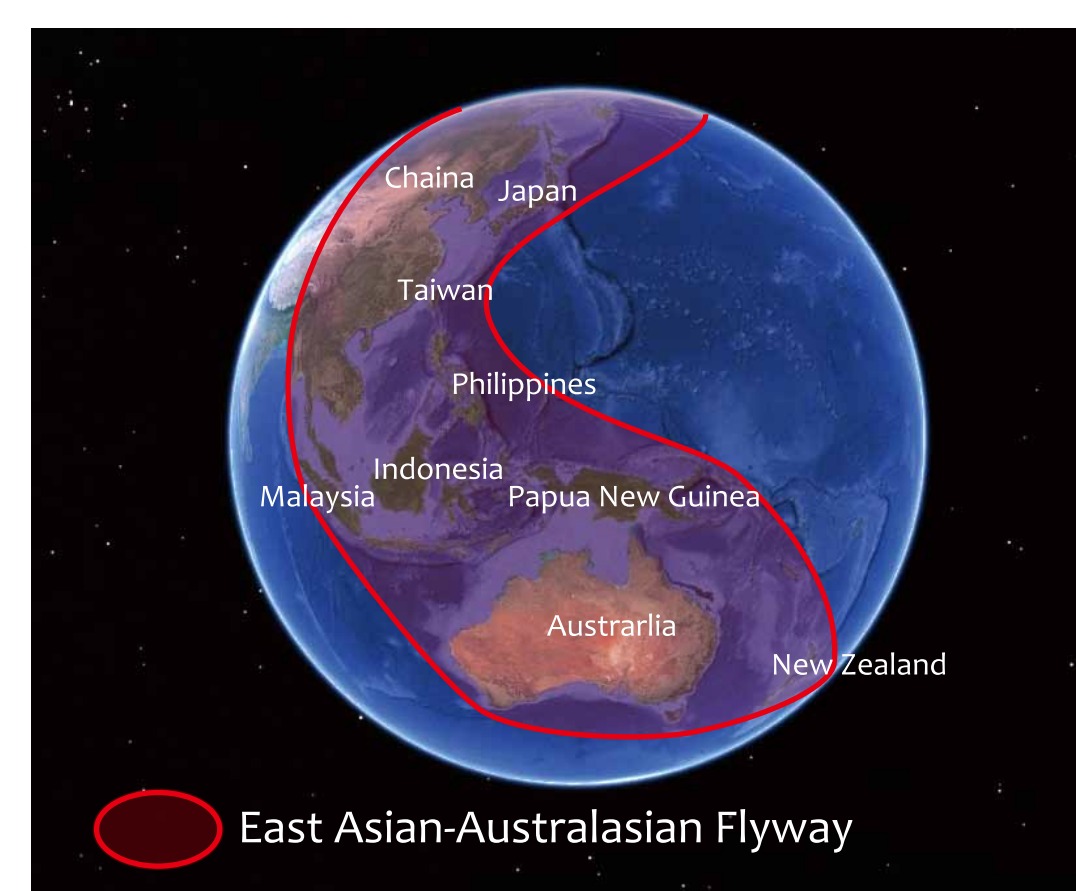 Chaina
Japan
Taiwan
Philippines
Indonesia
Malaysia
Papua New Guinea
Austrarlia
New Zealand
East Asian-Australasian Flyway